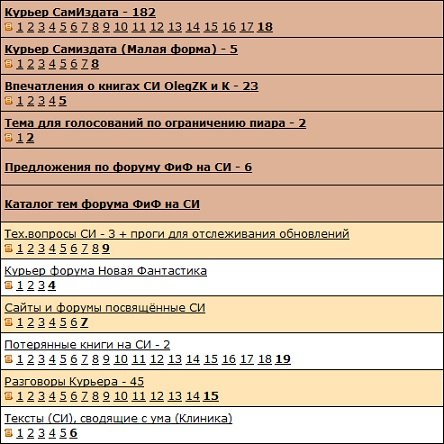 Курьер СамИздата - 182
1 2 3 4 5 6 7 8 9 10 11 12 13 14 15 16 17 18
Курьер Самиздата (Малая форма) - 5
1 2 3 4 5 6 7 8
Впечатления о книгах СИ OlegZK и К - 23
1 2 3 4 5
Тема для голосований по ограничению пиара - 2
1 2
Предложения по форуму ФиФ на СИ - 6
Каталог тем форума ФиФ на СИ
Тех.вопросы СИ - 3 + проги для отслеживания обновлений
1 2 3 4 5 6 7 8 9
Курьер форума Новая Фантастика
1 2 3 4
Сайты и форумы посвящённые СИ
1 2 3 4 5 6 7
Потерянные книги на СИ - 2
1 2 3 4 5 6 7 8 9 10 11 12 13 14 15 16 17 18 19
Разговоры Курьера - 45
1 2 3 4 5 6 7 8 9 10 11 12 13 14 15
Тексты (СИ), сводящие с ума (Клиника)
1 2 3 4 5 6